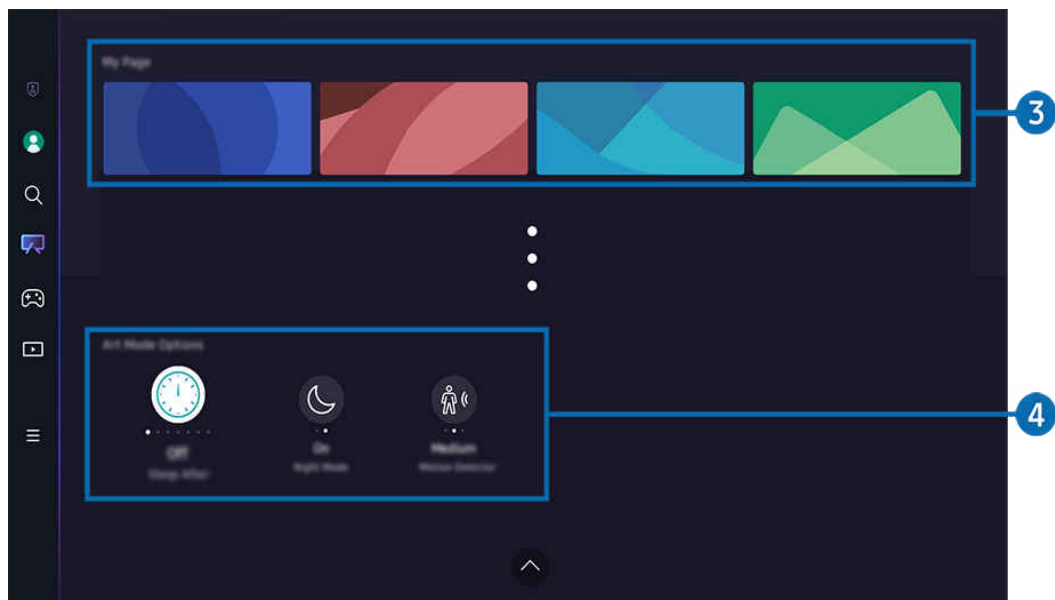 My Page
3
Art Mode Options
4
Off
On
Medium
Sleep After
Night Mode
Motion Detector